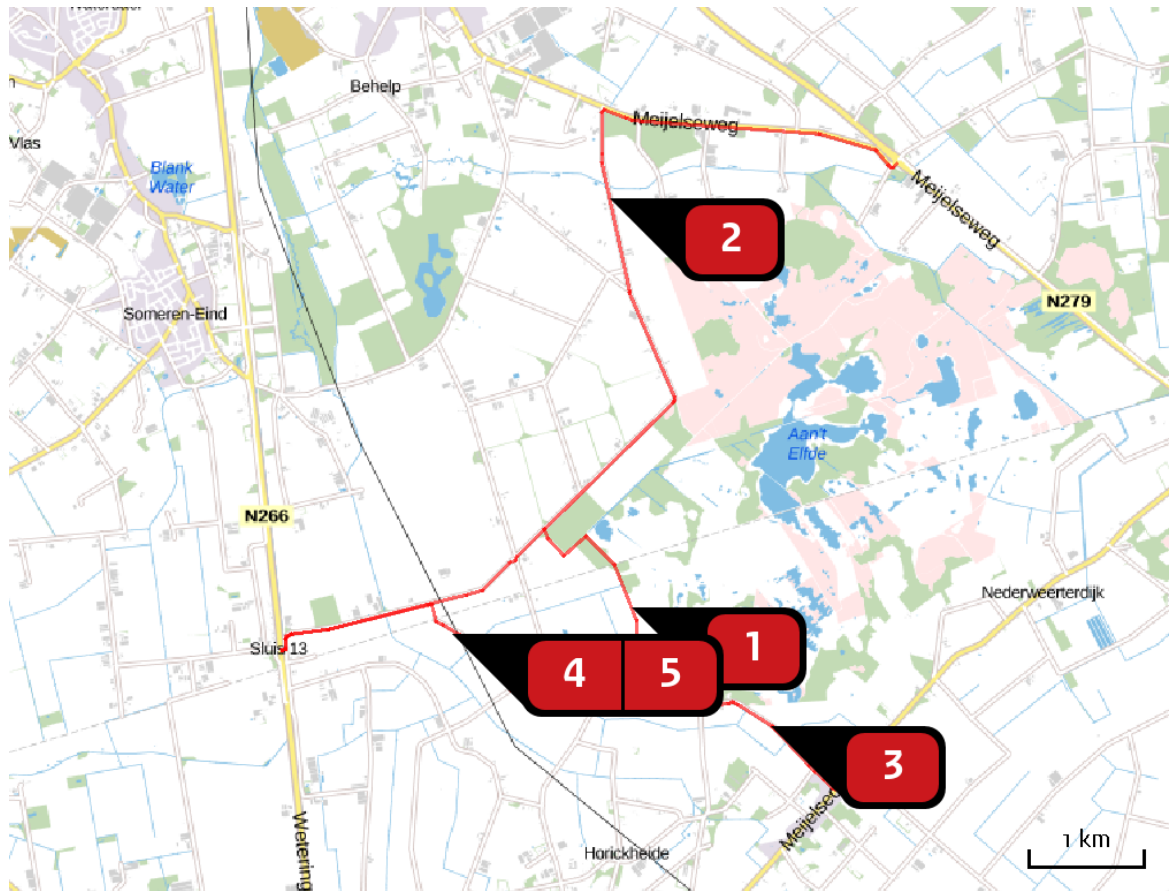 Behelp
Meijelseweg
Vlas
Blank
Water
Meijelseweg
2
N279
Someren-Eind
Aan't
Elfde
N266
Nederweerterdijk
Sluis 13
1
4
5
3
Horickheide
1 km